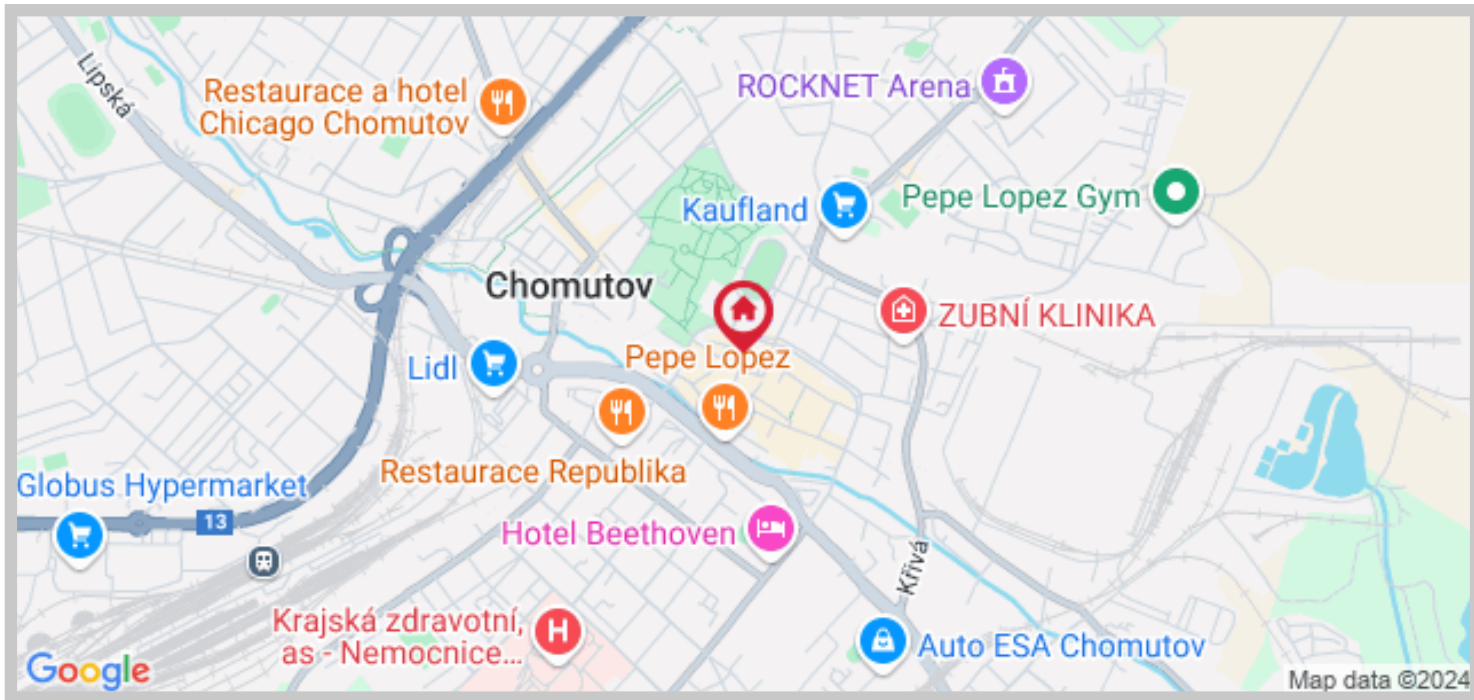 Lipská
Restaurace a hotel
Chicago Chomutov
ROCKNET Arena
Kaufland
Pepe Lopez Gym
Chomutov
ZUBNÍ KLINIKA
Lidl
Pepe Lopez
Restaurace Republika
Globus Hypermarket
13
Hotel Beethoven
Křivá
Krajská zdravotní,
as - Nemocnice...
H
Auto ESA Chomutov
Google
Map data ©2024